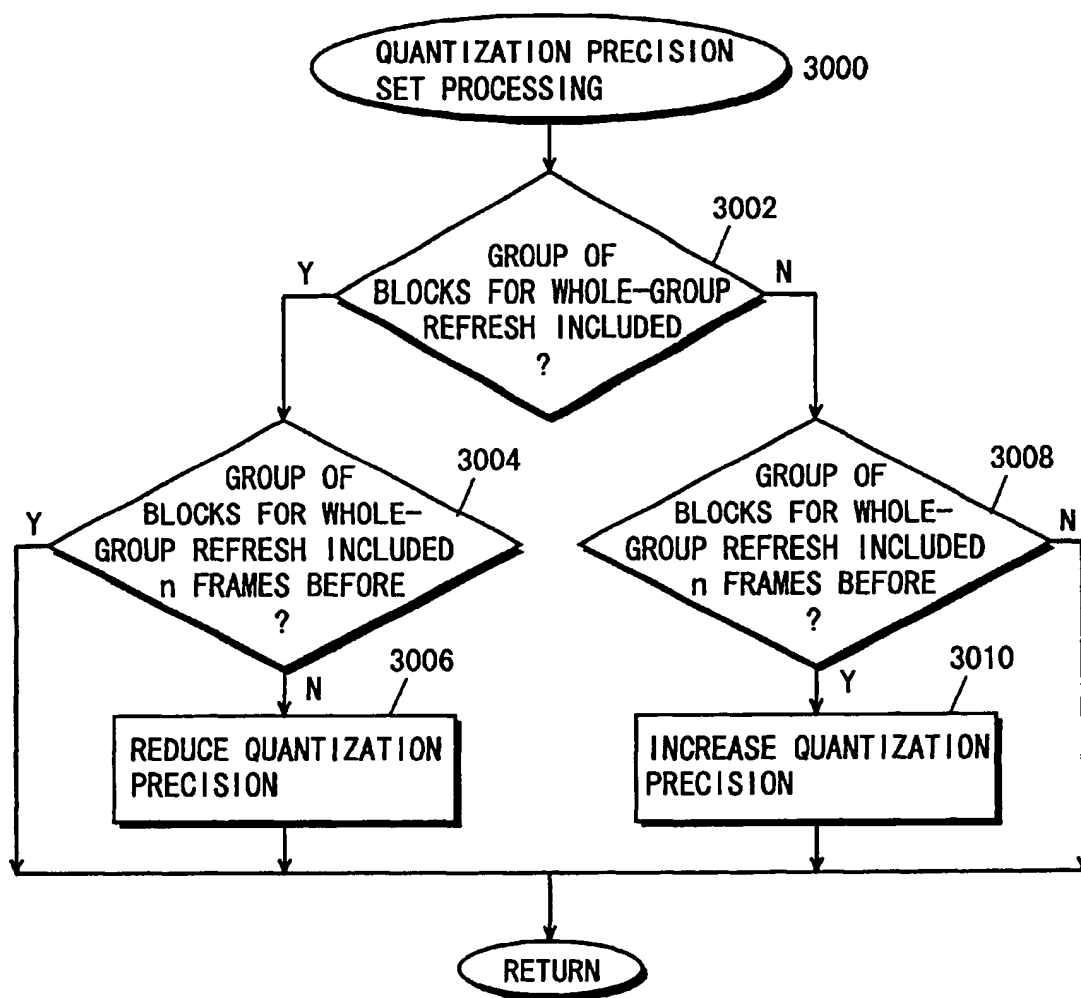 QUANTIZATION PRECISION
SET PROCESSING
3000
3002
GROUP OF
BLOCKS FOR WHOLE-GROUP
REFRESH INCLUDED
?
Y
N
3004
GROUP OF
BLOCKS FOR WHOLE-
GROUP REFRESH INCLUDED
n FRAMES BEFORE
?
Y
N
3006
REDUCE QUANTIZATION
PRECISION
3008
GROUP OF
BLOCKS FOR WHOLE-
GROUP REFRESH INCLUDED
n FRAMES BEFORE
?
N
Y
3010
INCREASE QUANTIZATION
PRECISION
RETURN